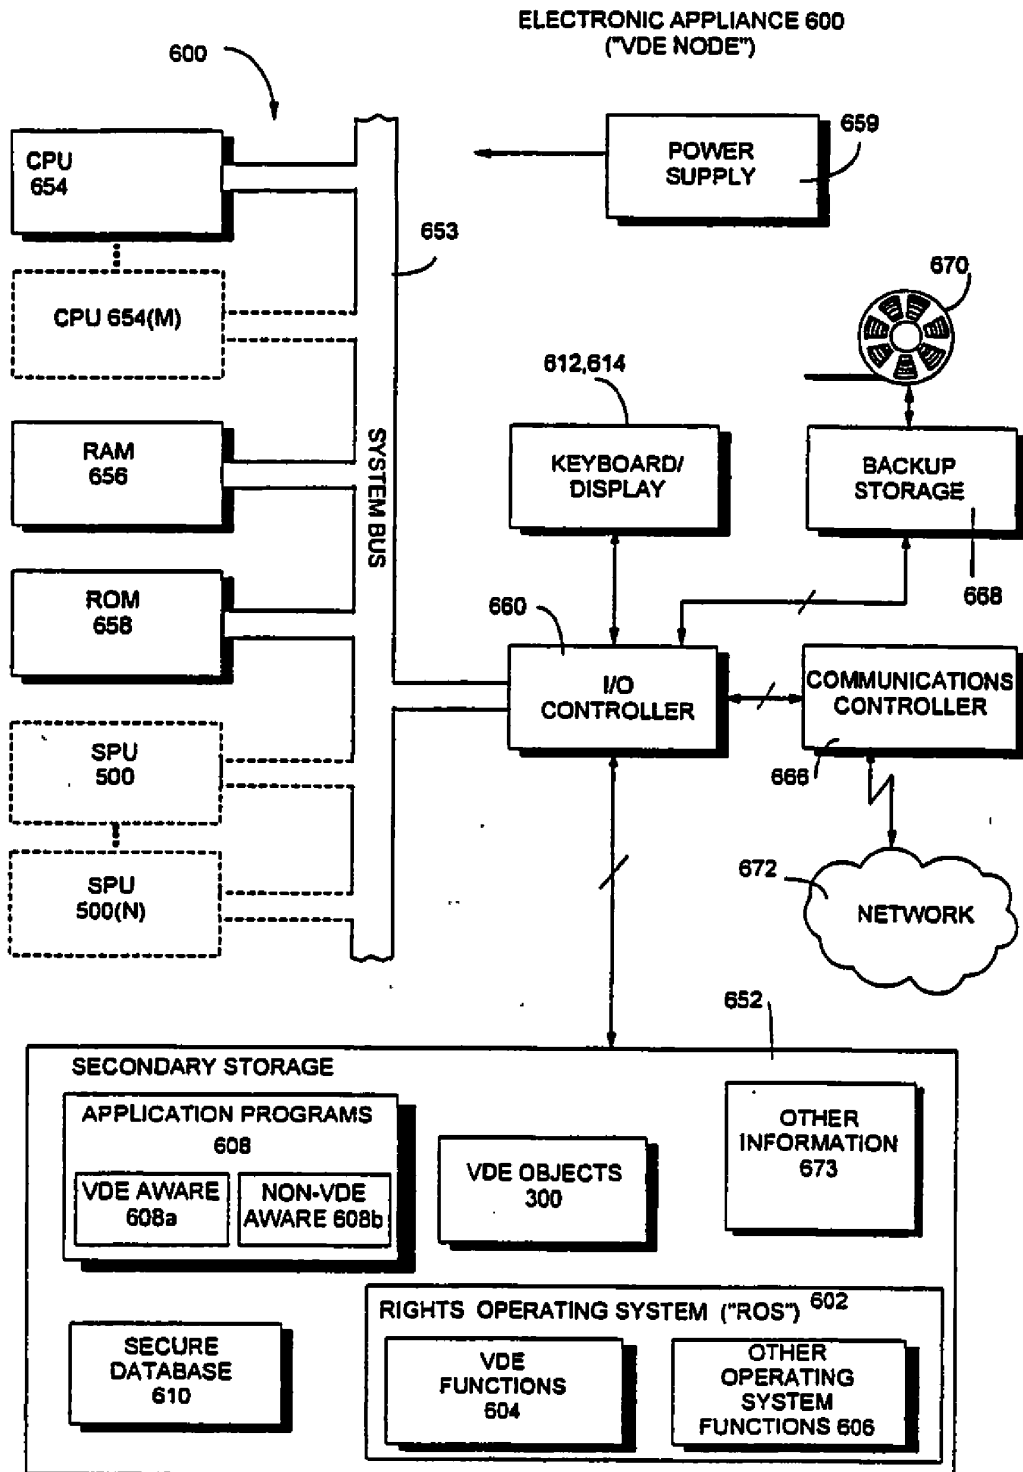 ELECTRONIC APPLIANCE 600
("VDE NODE")
600
CPU
654
POWER
SUPPLY
659
653
CPU 654(M)
670
612,614
SYSTEM BUS
RAM
656
KEYBOARD/
DISPLAY
BACKUP
STORAGE
668
ROM
658
660
I/O
CONTROLLER
COMMUNICATIONS
CONTROLLER
666
SPU
500
SPU
500(N)
672
NETWORK
652
SECONDARY STORAGE
APPLICATION PROGRAMS
608
VDE AWARE
608a
NON-VDE
AWARE 608b
VDE OBJECTS
300
OTHER
INFORMATION
673
SECURE
DATABASE
610
RIGHTS OPERATING SYSTEM ("ROS") 602
VDE
FUNCTIONS
604
OTHER
OPERATING
SYSTEM
FUNCTIONS 606